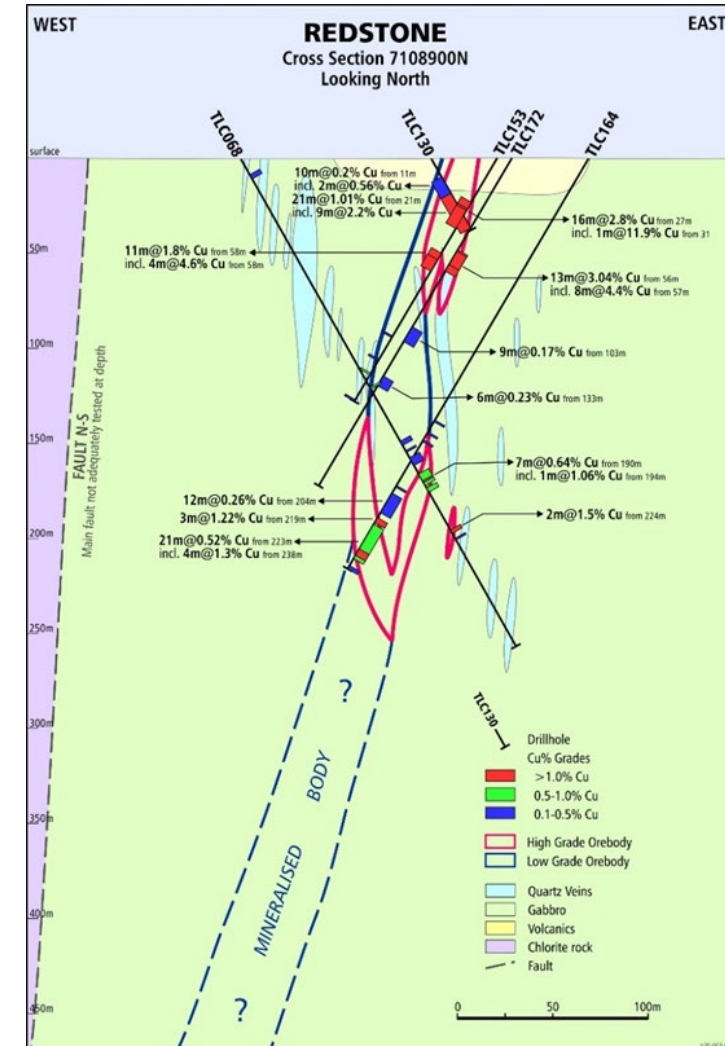 WEST
REDSTONE
EAST
Cross Section 7108900N
Looking North
TLC068
TLC130
TLC153
TLC172
TLC164
surface
10m@0.2% Cu from 11m
incl. 2m@0.56% Cu
21m@1.01% Cu from 21m
incl. 9m@2.2% Cu
16m@2.8% Cu from 27m
incl. 1m@11.9% Cu from 31
50m
11m@1.8% Cu from 58m
incl. 4m@4.6% Cu from 58m
13m@3.04% Cu from 56m
incl. 8m@4.4% Cu from 57m
100m
9m@0.17% Cu from 103m
6m@0.23% Cu from 133m
FAULT N-S
Main fault not adequately tested at depth
150m
7m@0.64% Cu from 190m
incl. 1m@1.06% Cu from 194m
12m@0.26% Cu from 204m
3m@1.22% Cu from 219m
2m@1.5% Cu from 224m
200m
21m@0.52% Cu from 223m
incl. 4m@1.3% Cu from 238m
250m
?
300m
MINERALISED BODY
350m
400m
?
450m
TLC130
Drillhole
Cu% Grades
>1.0% Cu
0.5-1.0% Cu
0.1-0.5% Cu
High Grade Orebody
Low Grade Orebody
Quartz Veins
Gabbro
Volcanics
Chlorite rock
Fault
0 50 100m